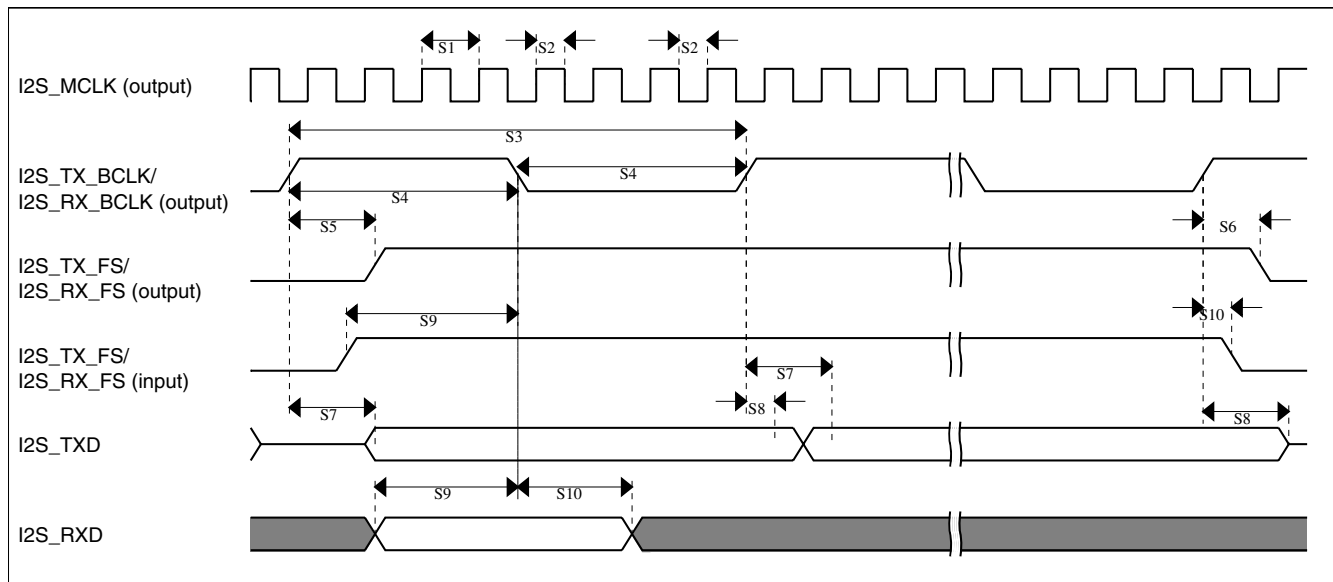 S1 S2 S2
I2S_MCLK (output)
S3
I2S_TX_BCLK/
I2S_RX_BCLK (output)
S4
S4
S5
S6
I2S_TX_FS/
I2S_RX_FS (output)
S9
S10
I2S_TX_FS/
I2S_RX_FS (input)
S7
S7
S8
S8
I2S_TXD
S9 S10
I2S_RXD